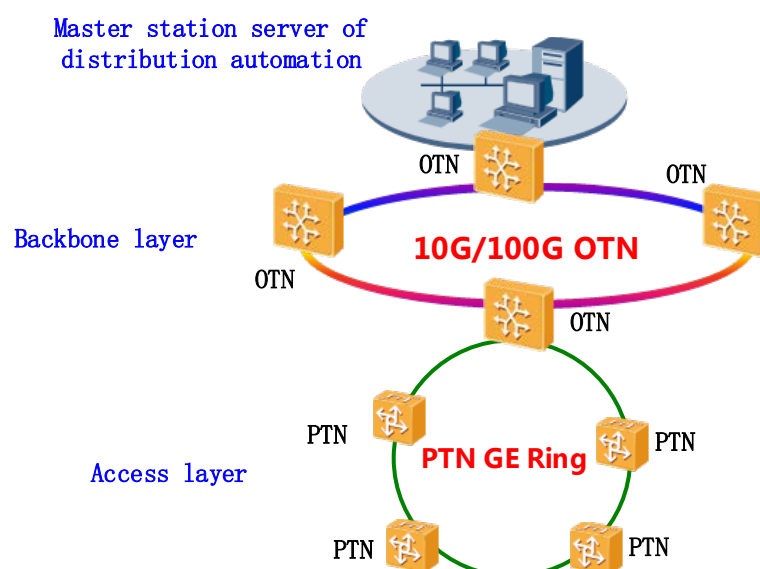 Master station server of
distribution automation
OTN
OTN
Backbone layer
10G/100G OTN
OTN
OTN
PTN
PTN
Access layer
PTN GE Ring
PTN
PTN